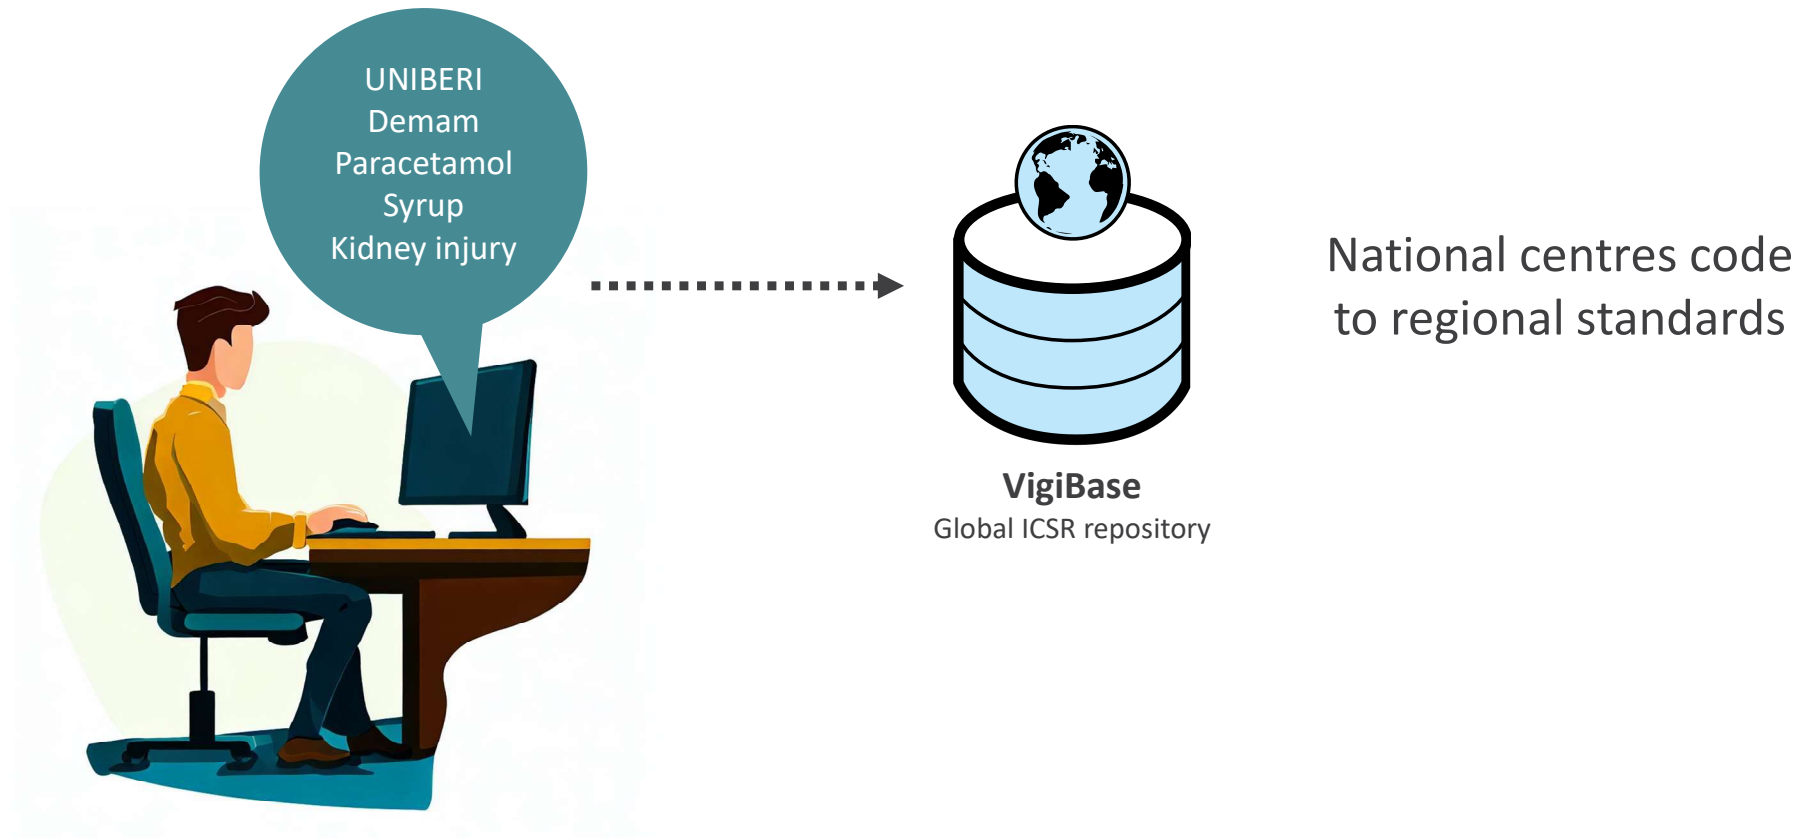 UNIBERI
Demam
Paracetamol
Syrup
Kidney injury
National centres code
to regional standards
VigiBase
Global ICSR repository